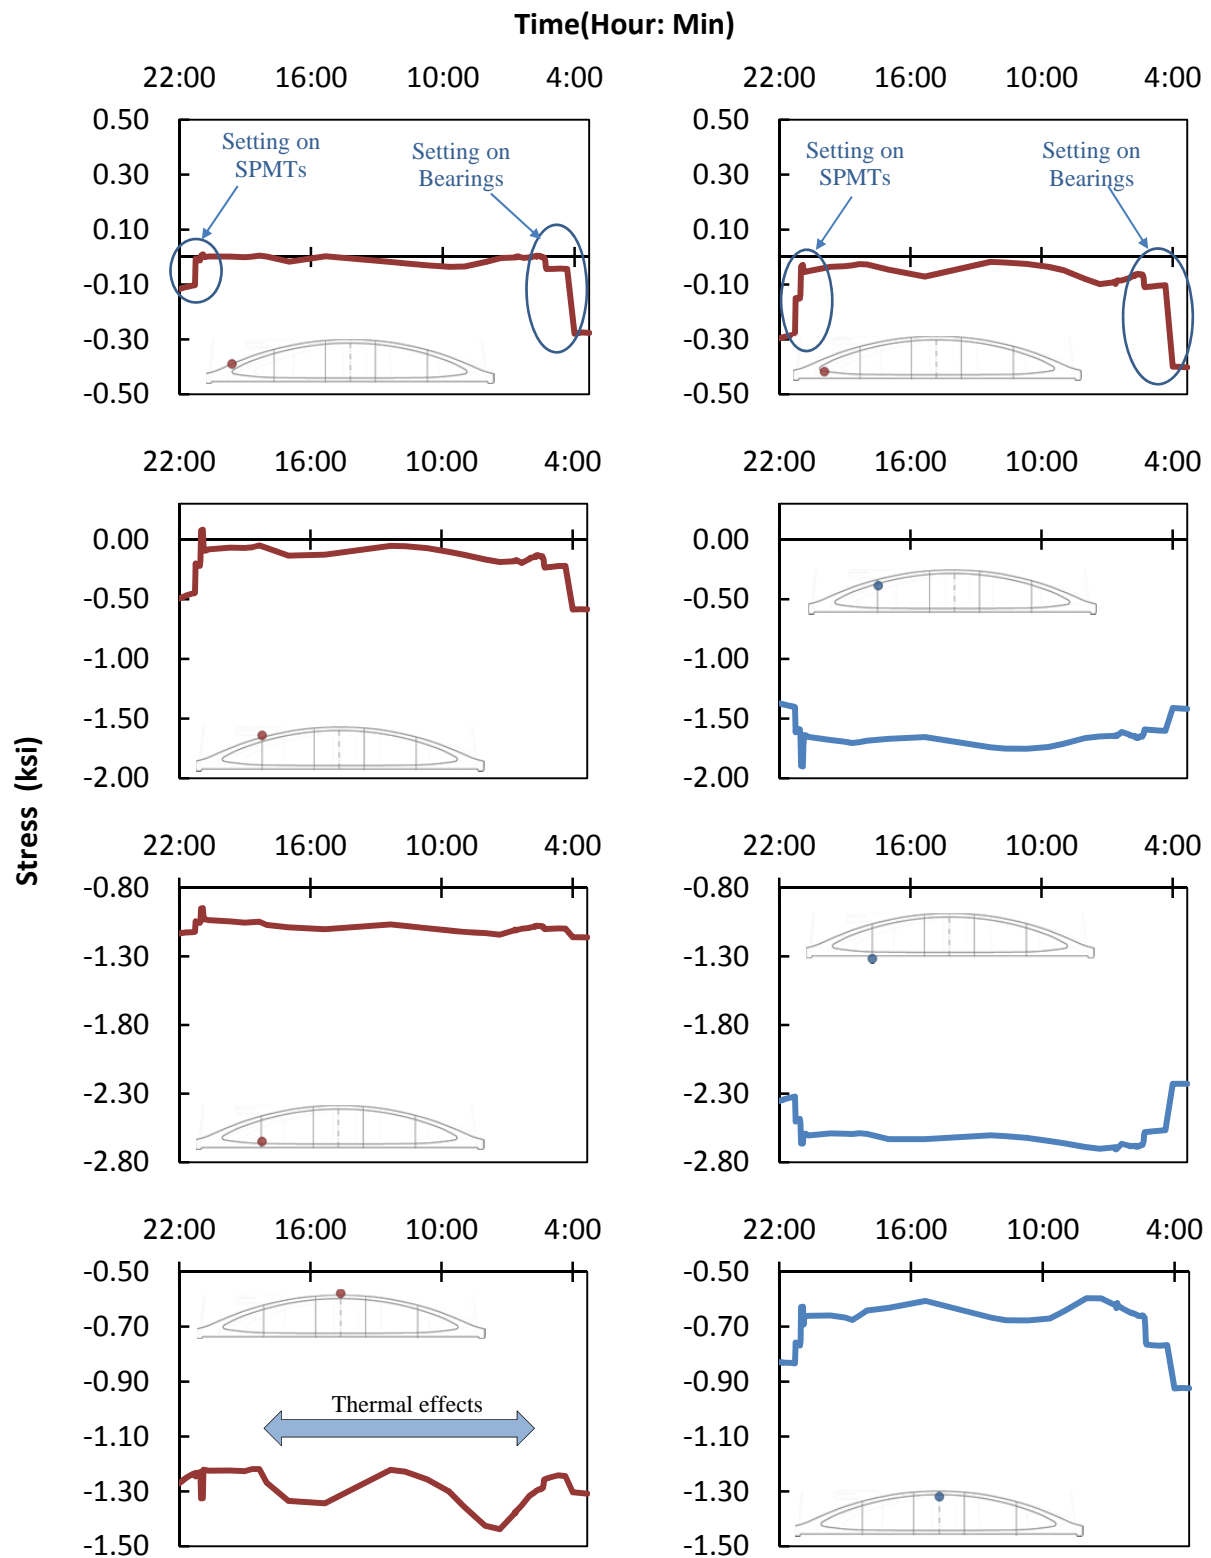 Time(Hour: Min)
22:00 16:00 10:00 4:00
0.50
0.30
0.10
-0.10
-0.30
-0.50
Setting on
SPMTs
Setting on
Bearings
22:00 16:00 10:00 4:00
0.50
0.30
0.10
-0.10
-0.30
-0.50
Setting on
SPMTs
Setting on
Bearings
Stress (ksi)
22:00 16:00 10:00 4:00
0.00
-0.50
-1.00
-1.50
-2.00
22:00 16:00 10:00 4:00
0.00
-0.50
-1.00
-1.50
-2.00
22:00 16:00 10:00 4:00
-0.80
-1.30
-1.80
-2.30
-2.80
22:00 16:00 10:00 4:00
-0.80
-1.30
-1.80
-2.30
-2.80
22:00 16:00 10:00 4:00
-0.50
-0.70
-0.90
-1.10
-1.30
-1.50
Thermal effects
22:00 16:00 10:00 4:00
-0.50
-0.70
-0.90
-1.10
-1.30
-1.50